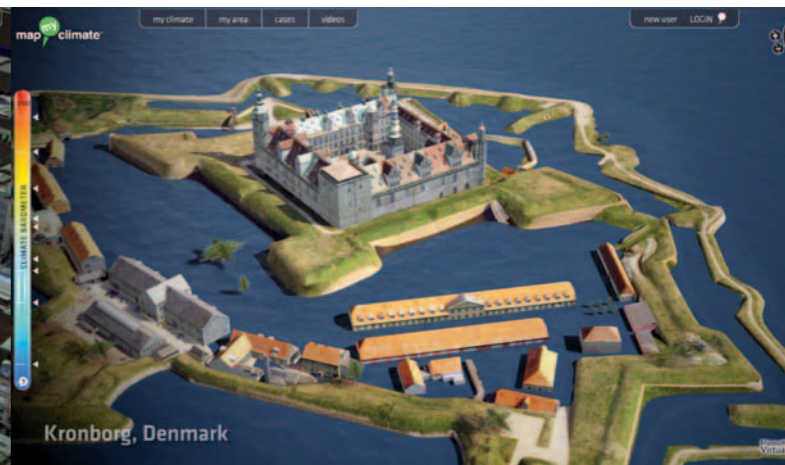 my climate
my area
cases
videos
new user
LOGIN
map my climate
CLIMATE BAROMETER
Kronborg, Denmark